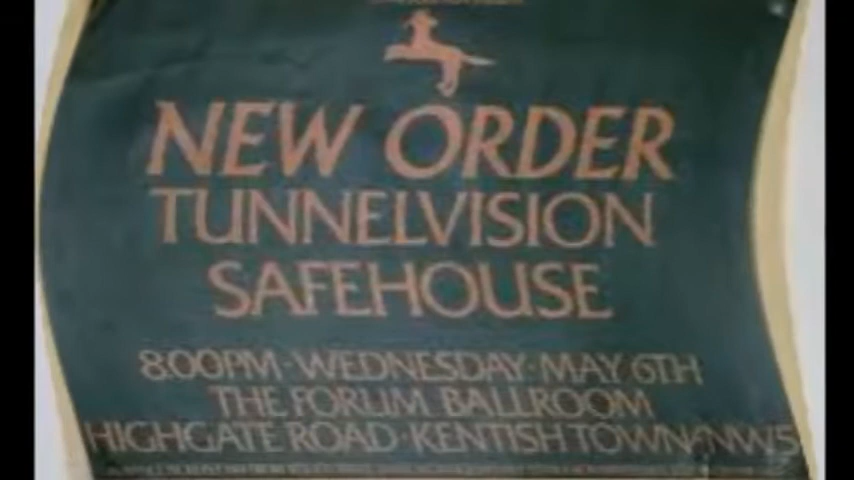 NEW ORDER
TUNNELVISION
SAFEHOUSE
8.00PM·WEDNESDAY·MAY 6TH
THE FORUM BALLROOM
HIGHGATE ROAD·KENTISH TOWN·NW5